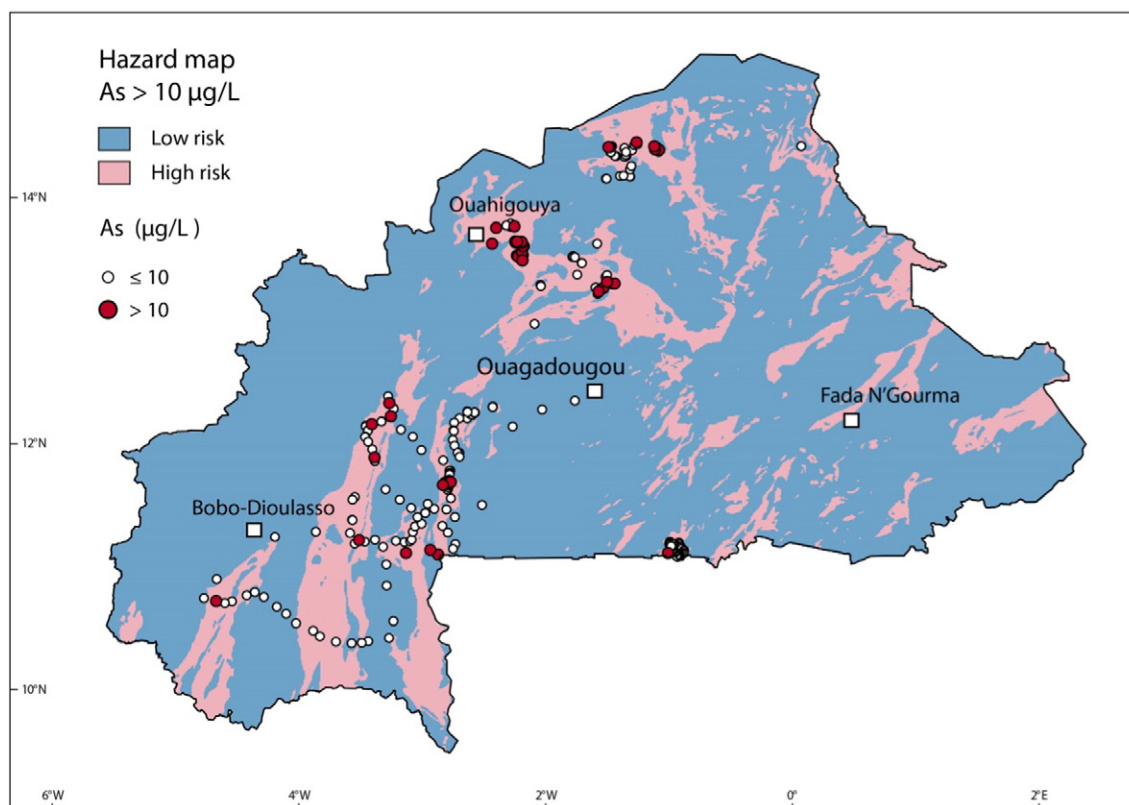 Hazard map
As > 10 µg/L
Low risk
High risk
As (µg/L)
≤ 10
> 10
14°N
Ouahigouya
Ouagadougou
Fada N'Gourma
12°N
Bobo-Dioulasso
10°N
6°W
4°W
2°W
0°
2°E